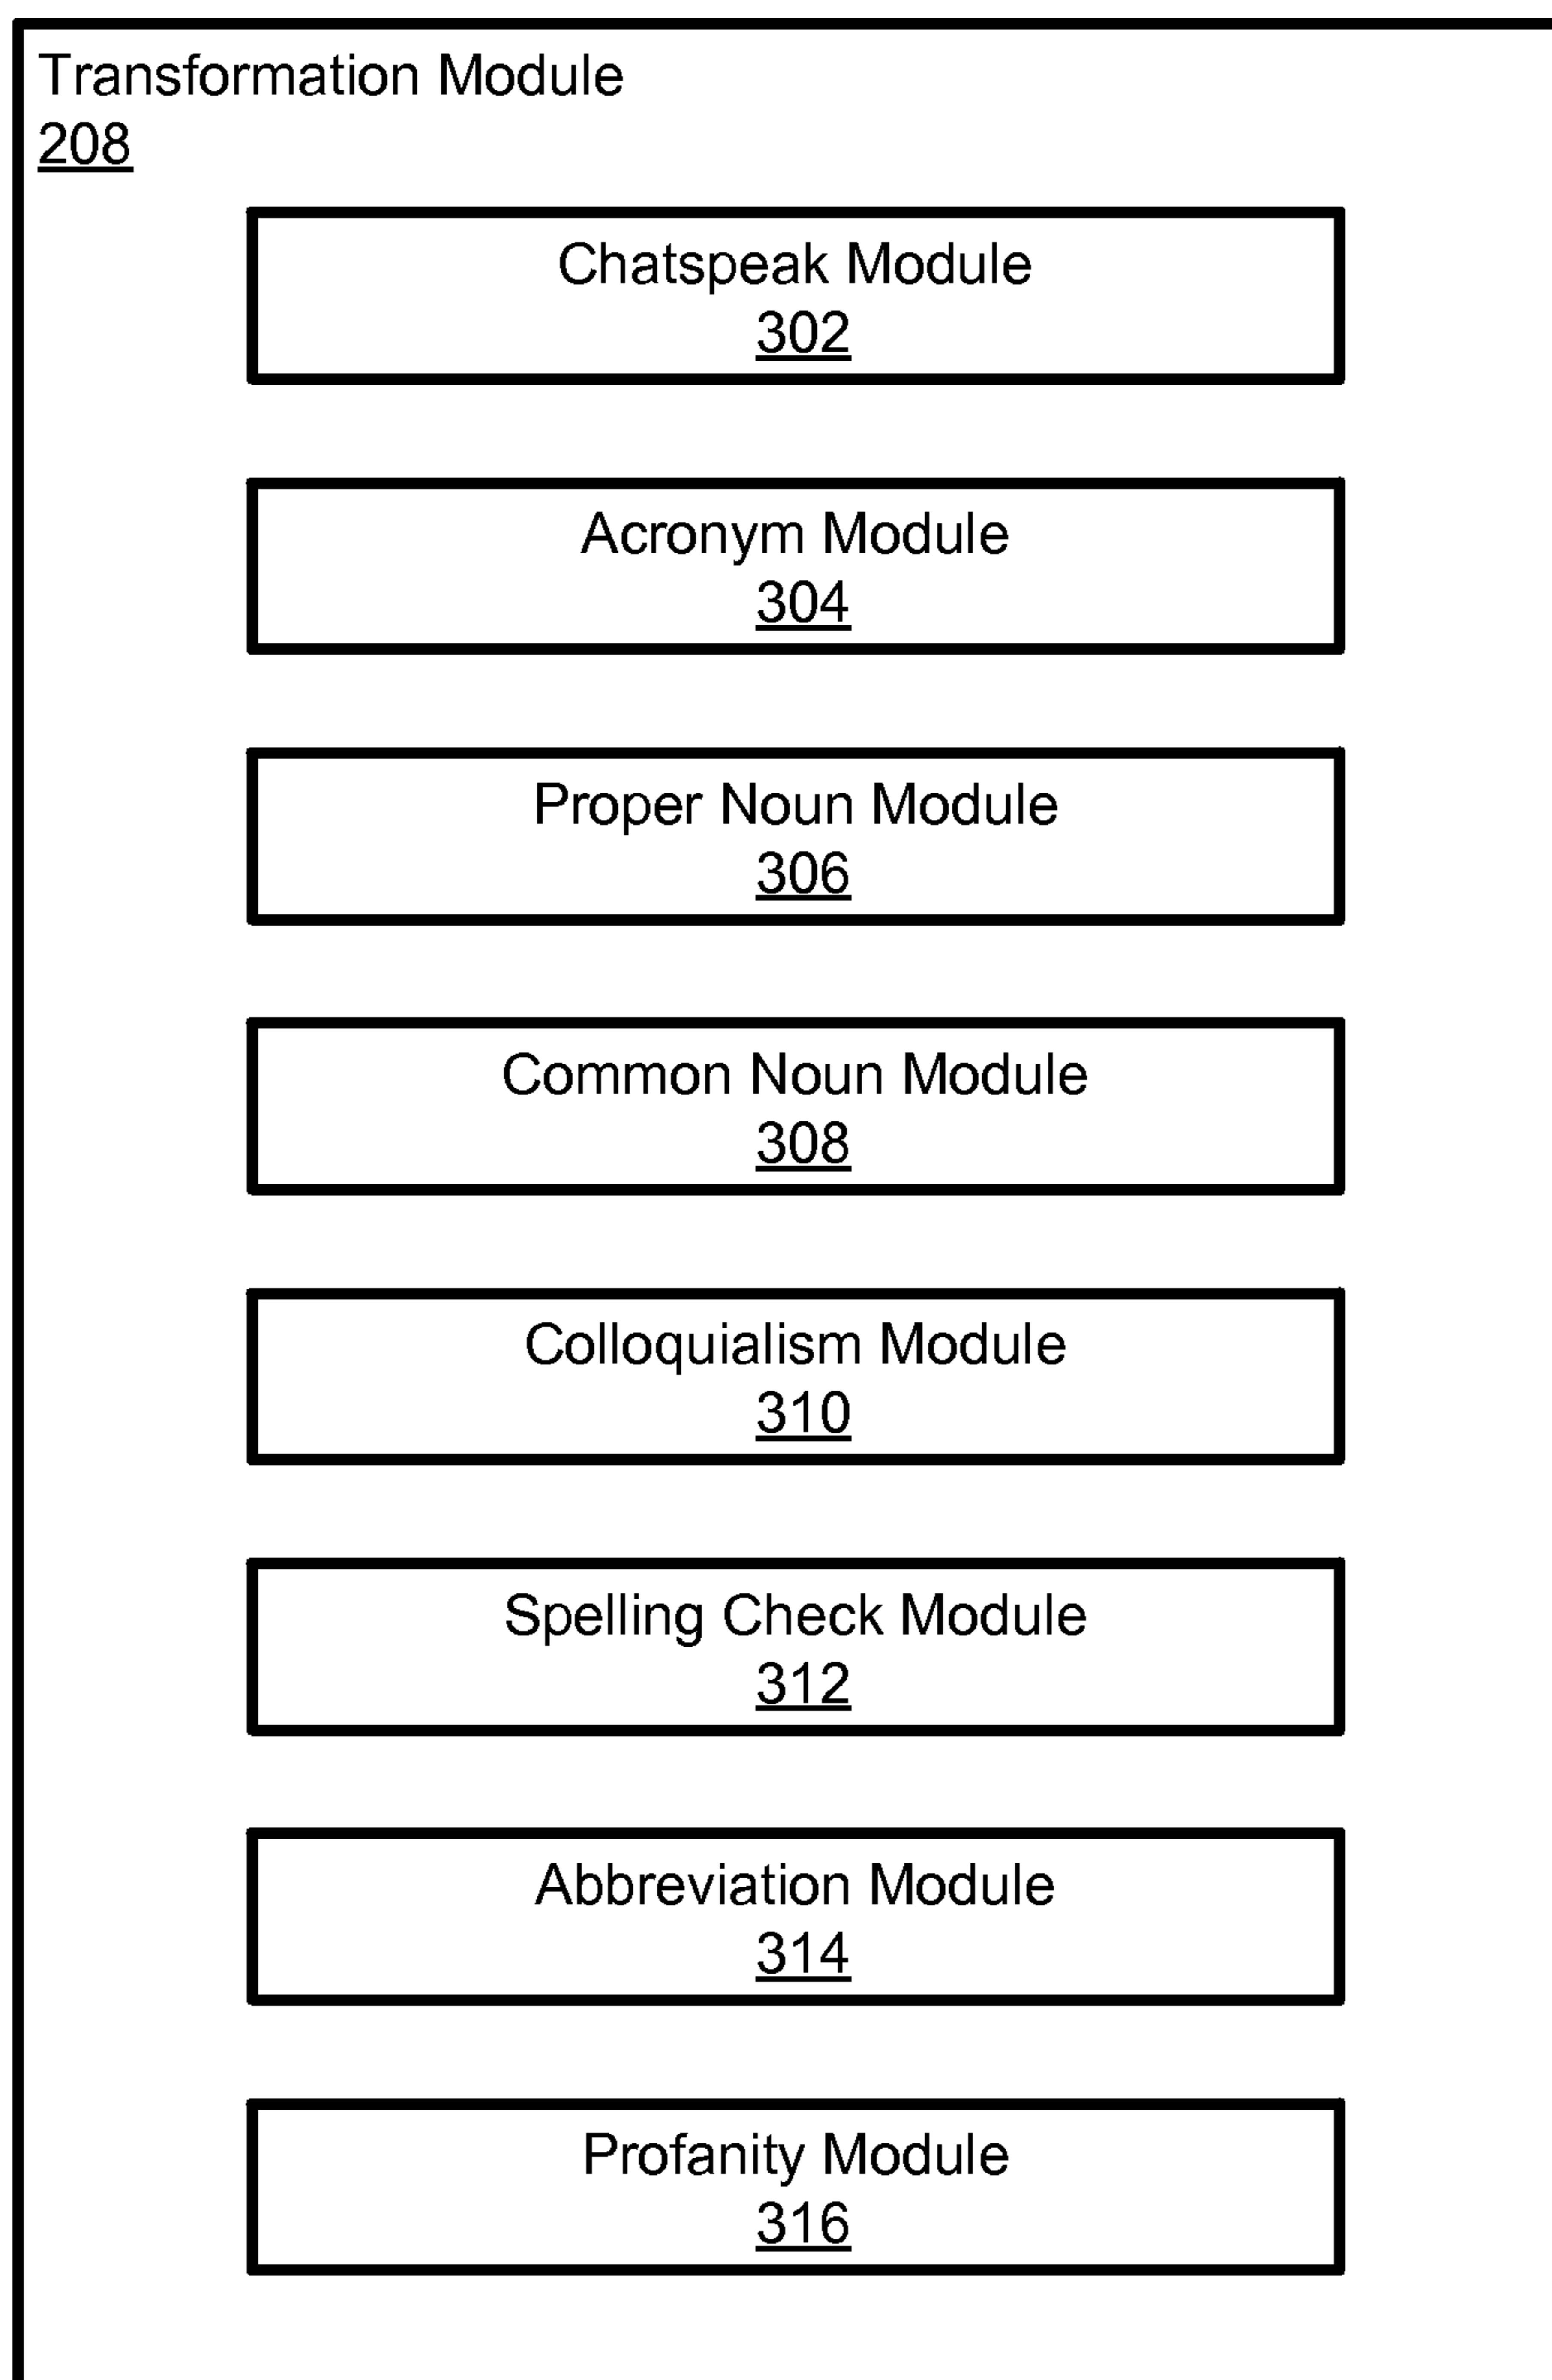 Transformation Module
208
Chatspeak Module
302
Acronym Module
304
Proper Noun Module
306
Common Noun Module
308
Colloquialism Module
310
Spelling Check Module
312
Abbreviation Module
314
Profanity Module
316